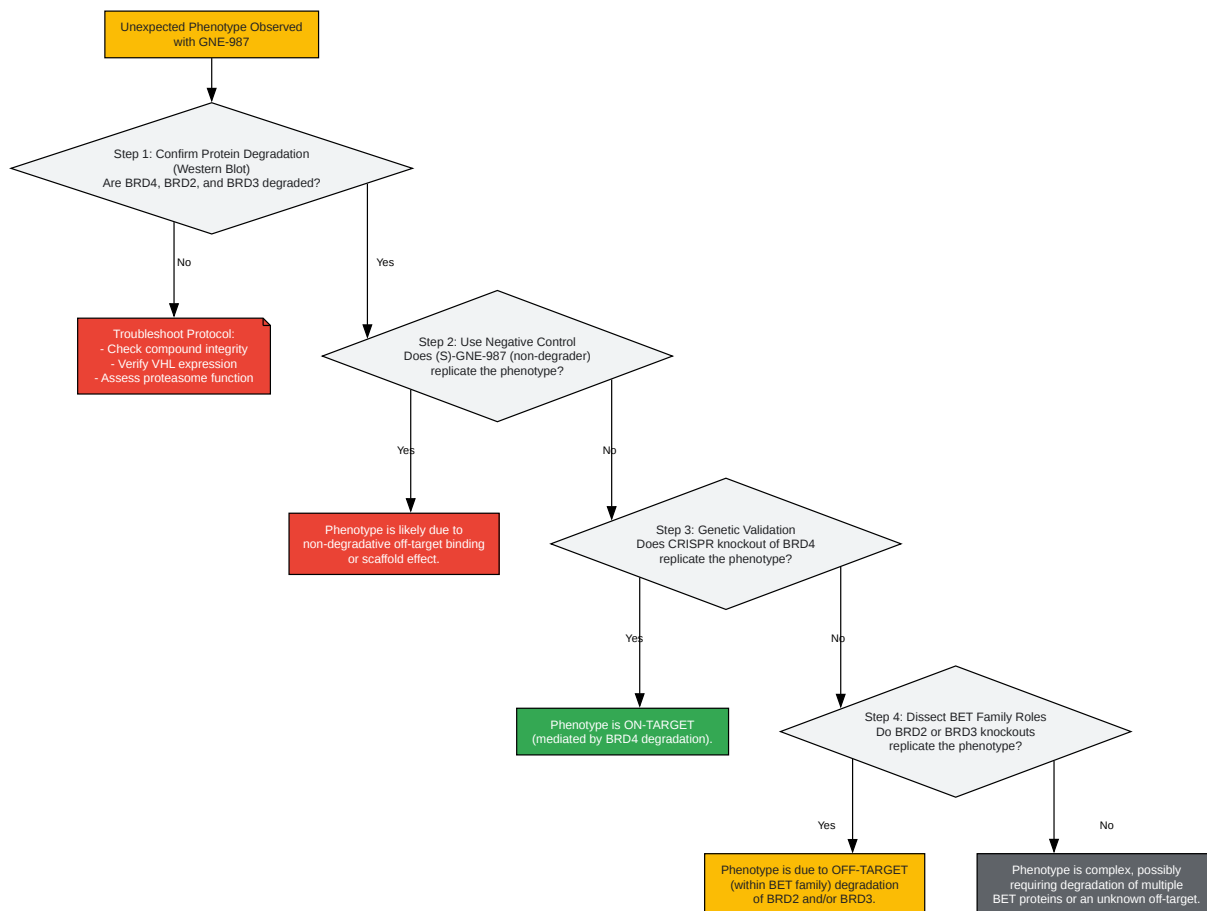 Unexpected Phenotype Observed
with GNE-987
Step 1: Confirm Protein Degradation
(Western Blot)
Are BRD4, BRD2, and BRD3 degraded?
No
Yes
Troubleshoot Protocol:
- Check compound integrity
- Verify VHL expression
- Assess proteasome function
Step 2: Use Negative Control
Does (S)-GNE-987 (non-degrader)
replicate the phenotype?
Yes
No
Phenotype is likely due to
non-degradative off-target binding
or scaffold effect.
Step 3: Genetic Validation
Does CRISPR knockout of BRD4
replicate the phenotype?
Yes
No
Phenotype is ON-TARGET
(mediated by BRD4 degradation).
Step 4: Dissect BET Family Roles
Do BRD2 or BRD3 knockouts
replicate the phenotype?
Yes
No
Phenotype is due to OFF-TARGET
(within BET family) degradation
of BRD2 and/or BRD3.
Phenotype is complex, possibly
requiring degradation of multiple
BET proteins or an unknown off-target.